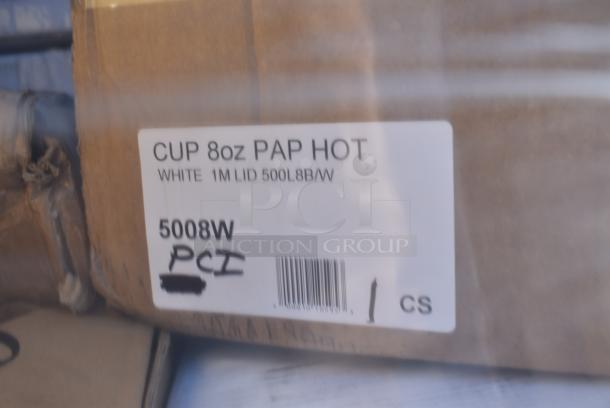 CUP 8oz PAP HOT
WHITE 1M LID 500L8B/W
PCI
AUCTION GROUP
5008W
PCI
1 CS